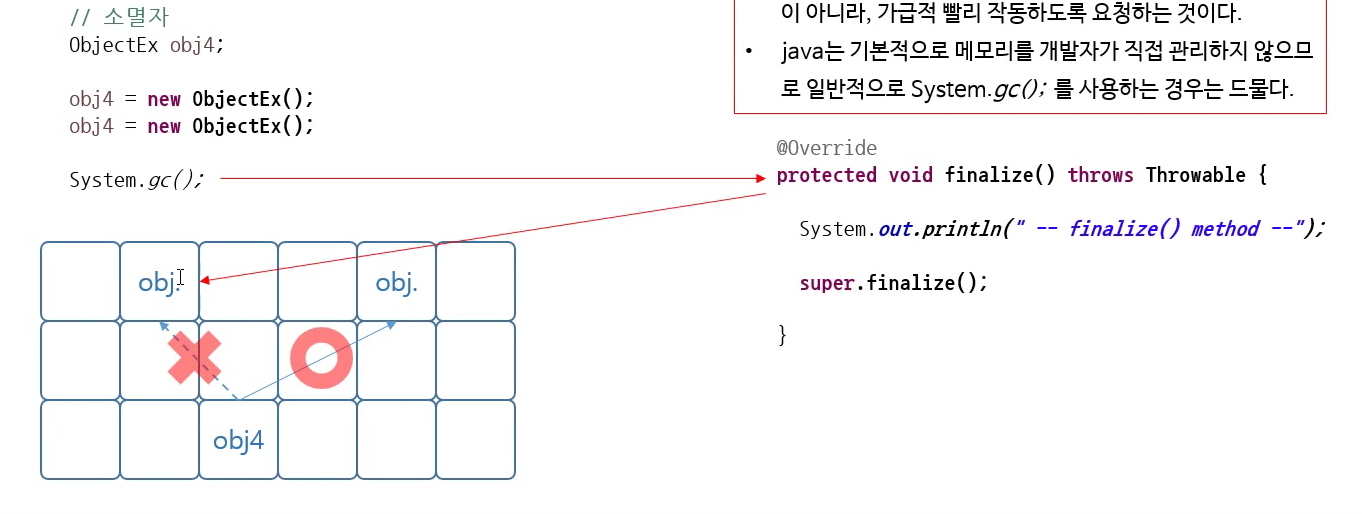 // 소멸자
ObjectEx obj4;
obj4 = new ObjectEx();
obj4 = new ObjectEx();
System.gc();
이 아니라, 가급적 빨리 작동하도록 요청하는 것이다.
• java는 기본적으로 메모리를 개발자가 직접 관리하지 않으므
로 일반적으로 System.gc(); 를 사용하는 경우는 드물다.
@Override
protected void finalize() throws Throwable {
System.out.println(" -- finalize() method --");
super.finalize();
}
obj. obj.
obj4